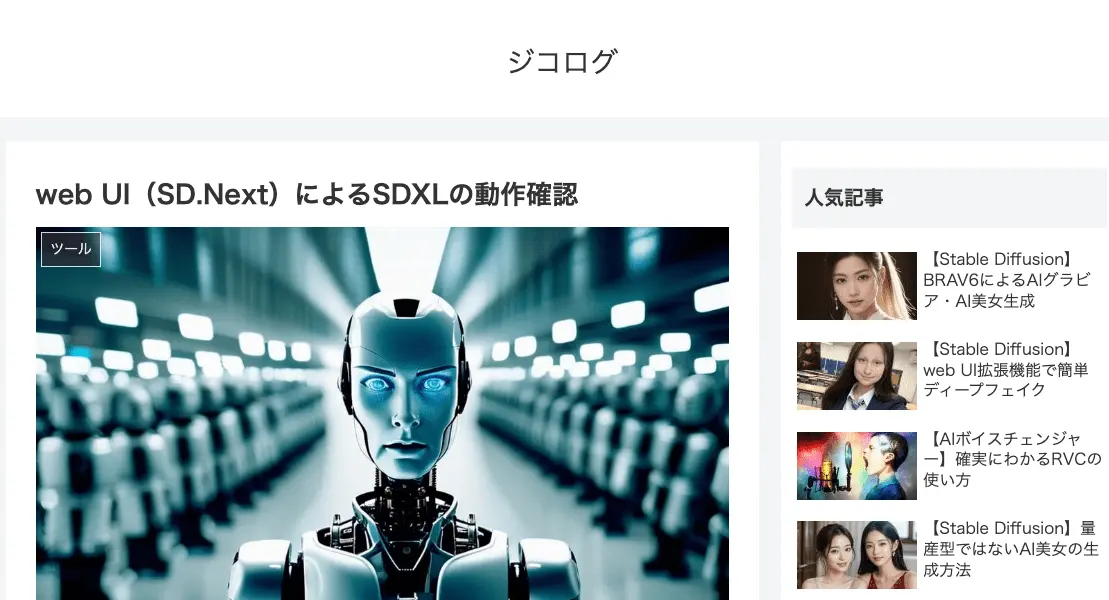 ジコログ
web UI（SD.Next）によるSDXLの動作確認
ツール
人気記事
【Stable Diffusion】
BRAV6によるAIグラビ
ア・AI美女生成
【Stable Diffusion】
web UI拡張機能で簡単
ディープフェイク
【AIボイスチェンジャ
ー】確実にわかるRVCの
使い方
【Stable Diffusion】量
産型ではないAI美女の生
成方法